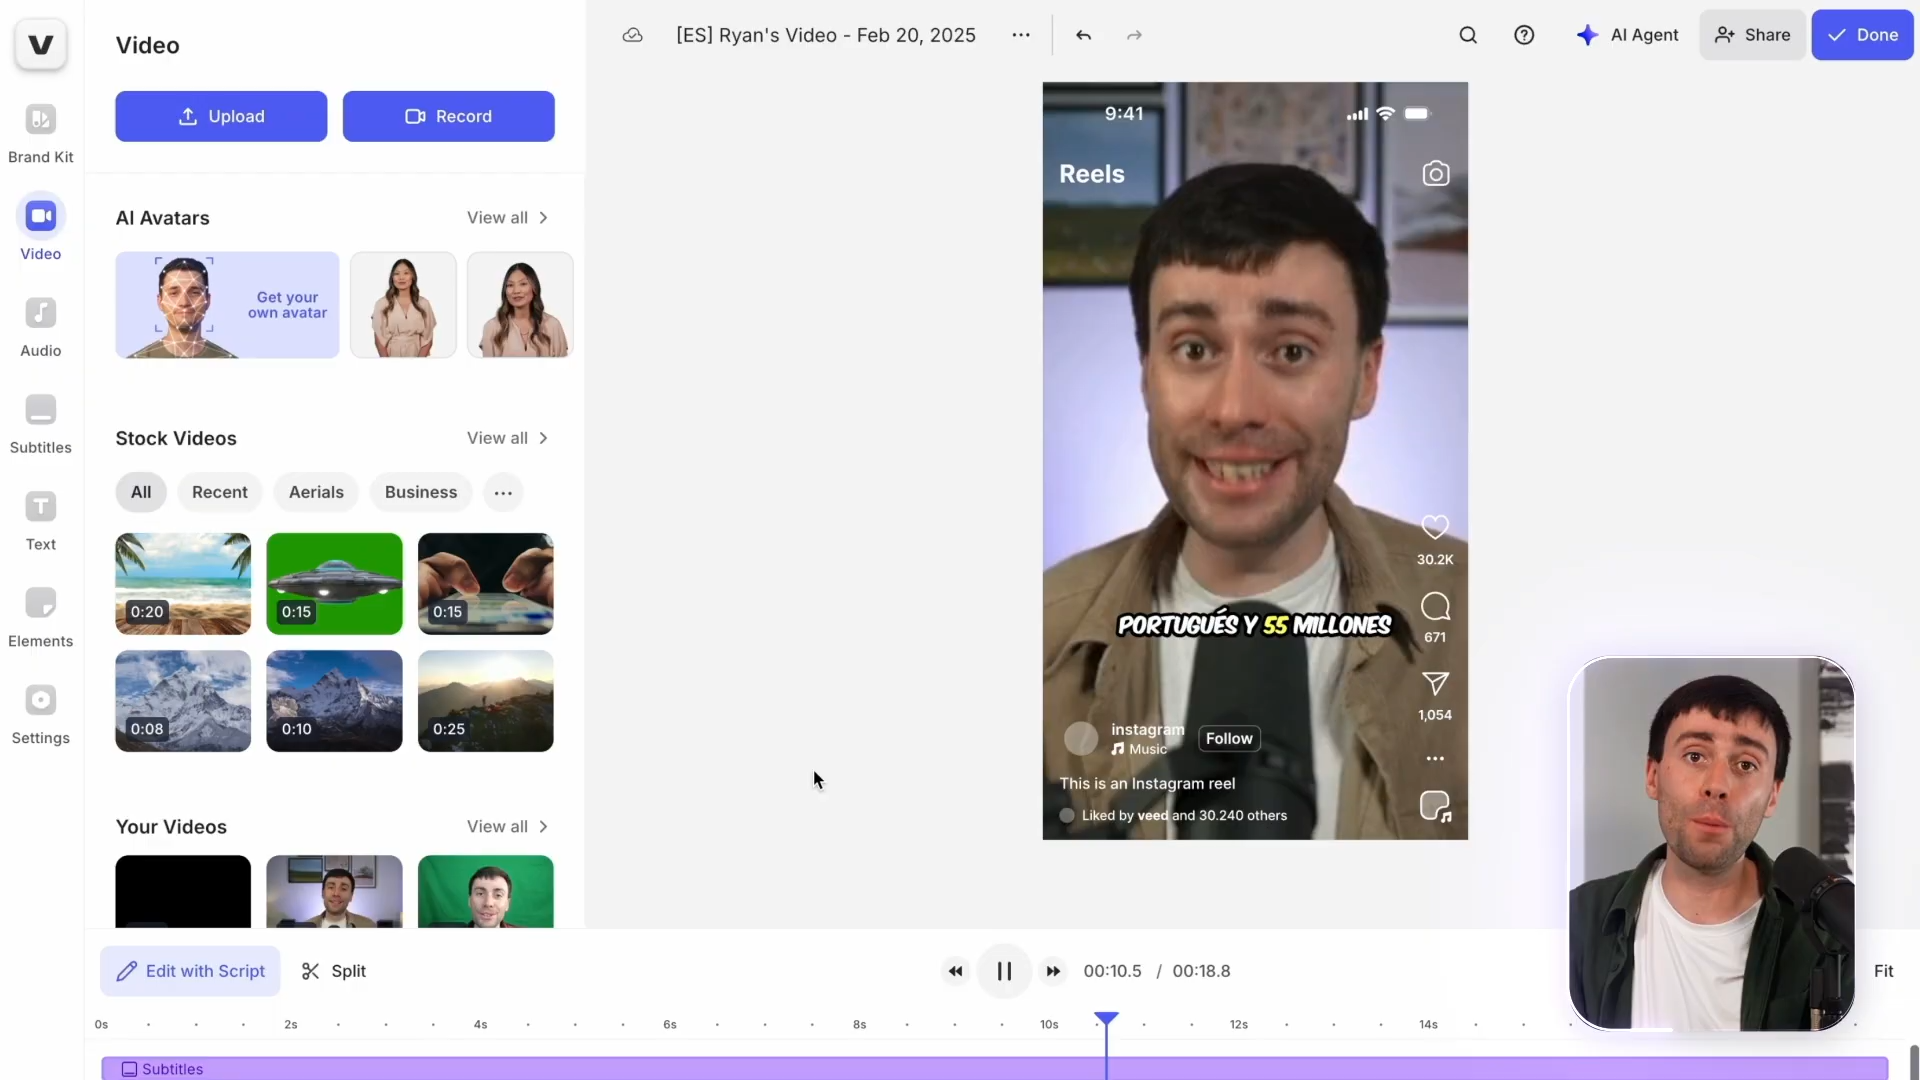 Video
[ES] Ryan's Video - Feb 20, 2025
AI Agent
Share
Done
Upload
Record
Brand Kit
Video
Audio
Subtitles
Text
Elements
Settings
AI Avatars
View all
Get your
own avatar
Stock Videos
View all
All
Recent
Aerials
Business
0:20
0:15
0:15
0:08
0:10
0:25
Your Videos
View all
9:41
Reels
30.2K
671
1,054
PORTUGUÉS Y 55 MILLONES
instagram
Music
Follow
This is an Instagram reel
Liked by veed and 30.240 others
Edit with Script
Split
00:10.5 / 00:18.8
Fit
0s 2s 4s 6s 8s 10s 12s 14s
Subtitles